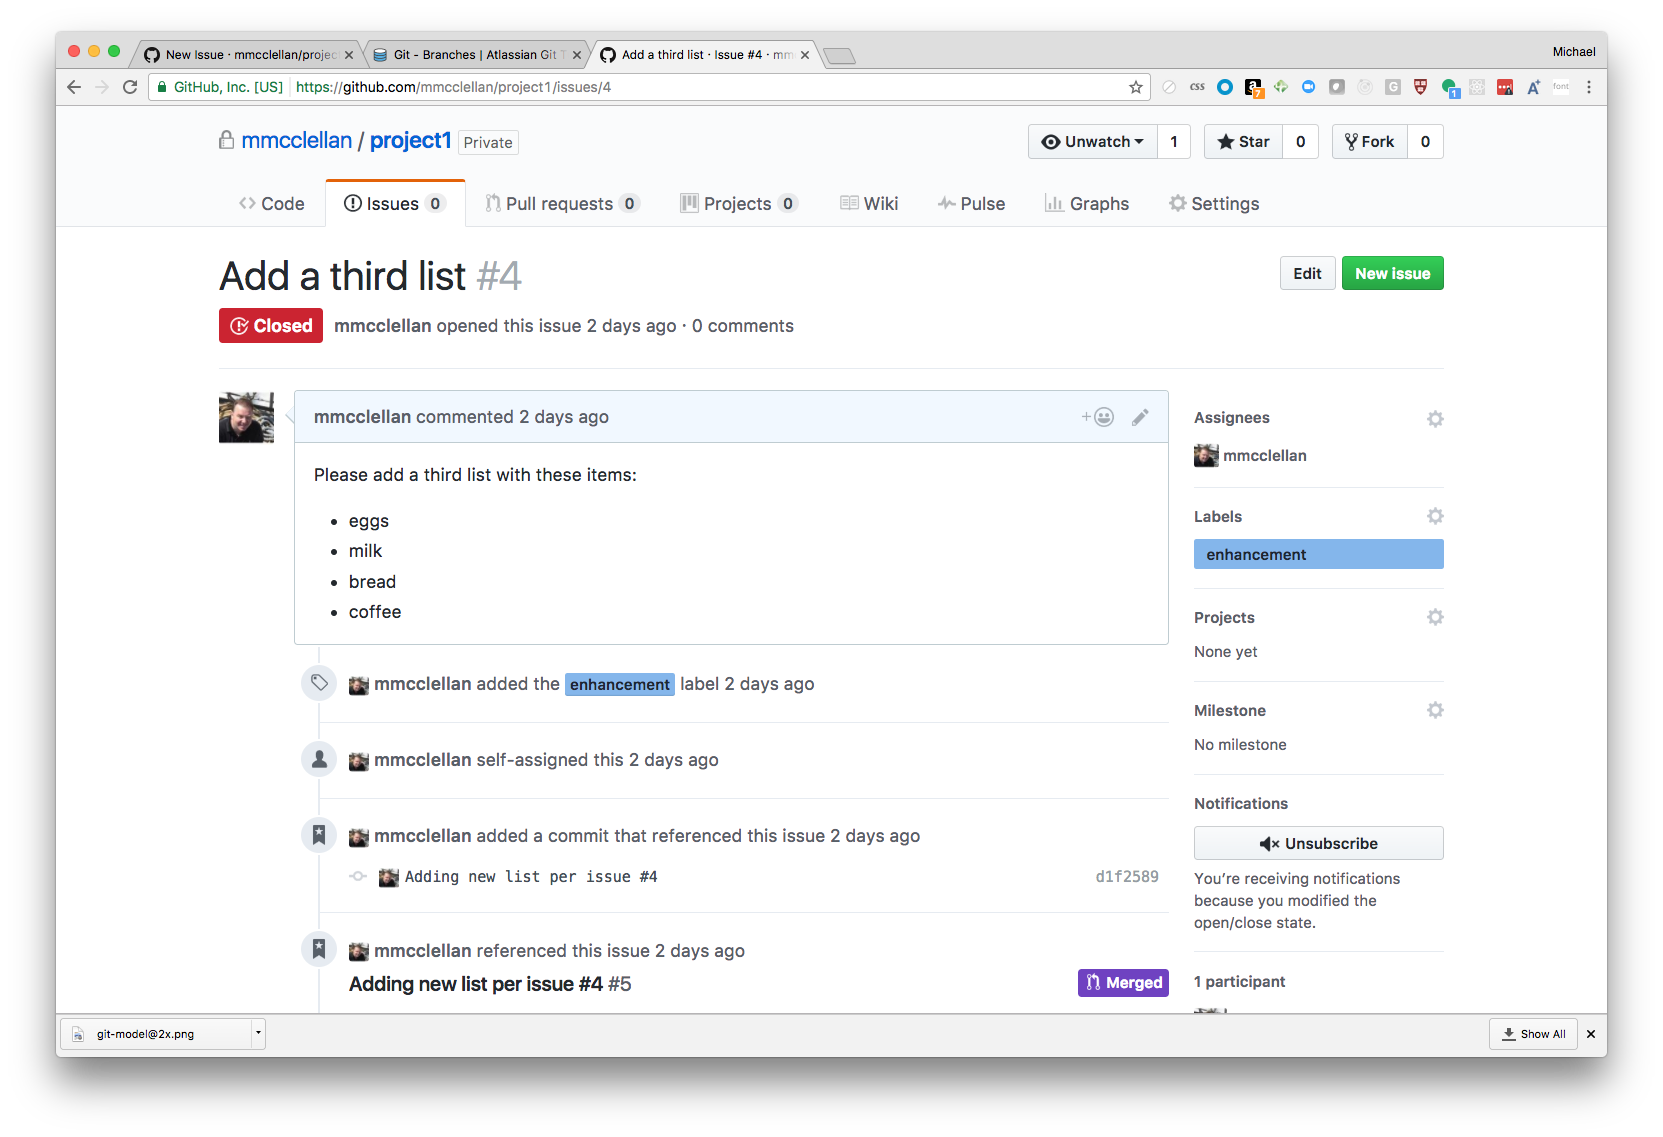 New Issue · mmcclellan/projec
Git - Branches | Atlassian Git T
Add a third list · Issue #4 · mm
Michael
GitHub, Inc. [US]
https://github.com/mmcclellan/project1/issues/4
css
a
7
G
1
A
font
mmcclellan / project1
Private
Unwatch
1
Star
0
Fork
0
Code
Issues 0
Pull requests 0
Projects 0
Wiki
Pulse
Graphs
Settings
Add a third list #4
Edit
New issue
Closed
mmcclellan opened this issue 2 days ago · 0 comments
mmcclellan commented 2 days ago
+
Please add a third list with these items:
• eggs
• milk
• bread
• coffee
mmcclellan added the enhancement label 2 days ago
mmcclellan self-assigned this 2 days ago
mmcclellan added a commit that referenced this issue 2 days ago
Adding new list per issue #4
d1f2589
mmcclellan referenced this issue 2 days ago
Adding new list per issue #4 #5
Merged
Assignees
mmcclellan
Labels
enhancement
Projects
None yet
Milestone
No milestone
Notifications
Unsubscribe
You’re receiving notifications
because you modified the
open/close state.
1 participant
git-model@2x.png
Show All